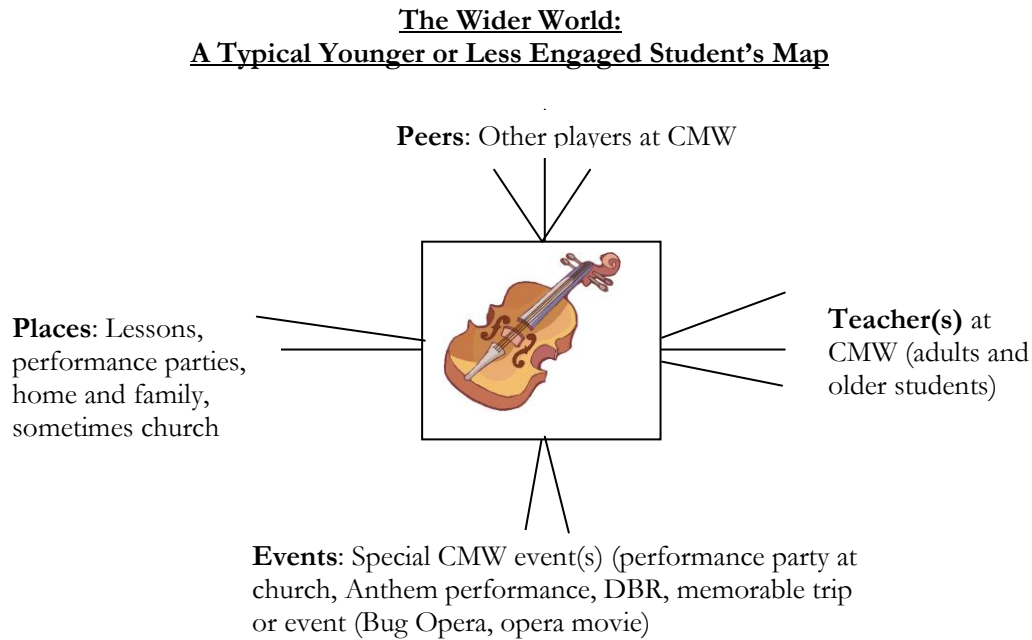 The Wider World:
A Typical Younger or Less Engaged Student's Map
Peers: Other players at CMW
Places: Lessons,
performance parties,
home and family,
sometimes church
Teacher(s) at
CMW (adults and
older students)
Events: Special CMW event(s) (performance party at
church, Anthem performance, DBR, memorable trip
or event (Bug Opera, opera movie)